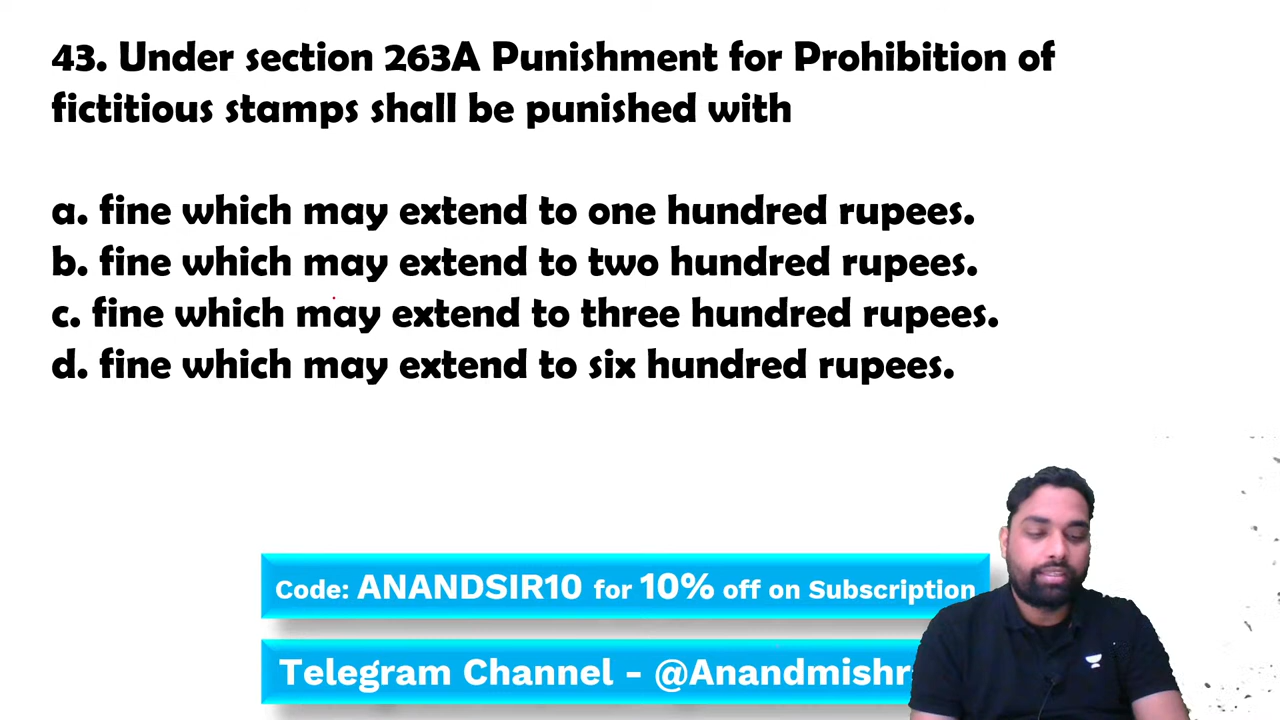 43. Under section 263A Punishment for Prohibition of
fictitious stamps shall be punished with
a. fine which may extend to one hundred rupees.
b. fine which may extend to two hundred rupees.
c. fine which may extend to three hundred rupees.
d. fine which may extend to six hundred rupees.
Code: ANANDSIR10 for 10% off on Subscription
Telegram Channel - @Anandmishr